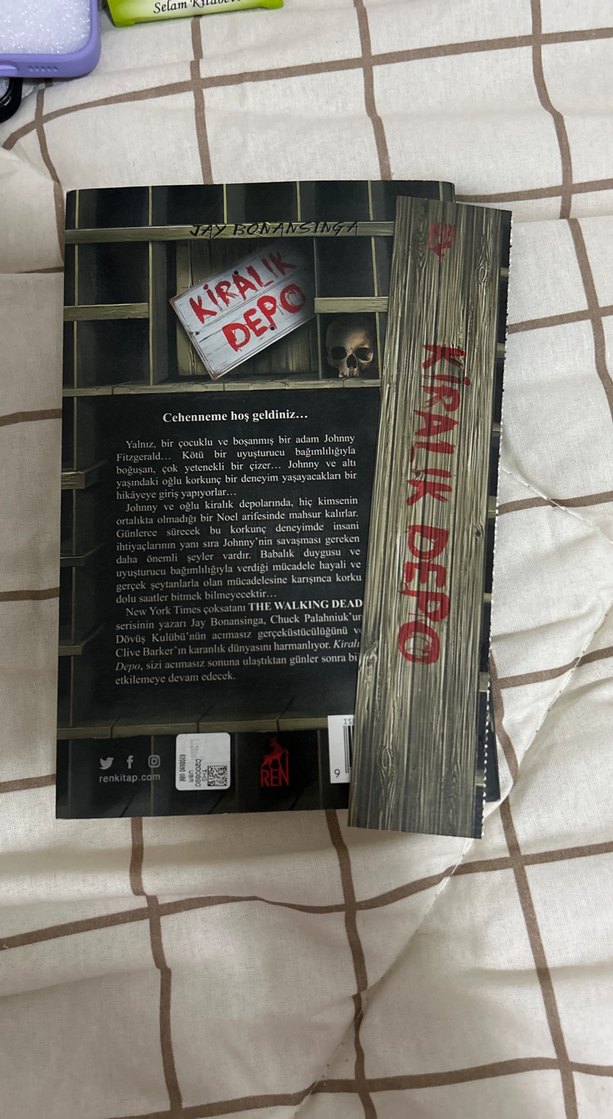 Selam Kitabevi
JAY BONANSINGA
KİRALIK
DEPO
Cehenneme hoş geldiniz…
Yalnız, bir çocuklu ve boşanmış bir adam Johnny
Fitzgerald… Kötü bir uyuşturucu bağımlılığıyla
boğuşan, çok yetenekli bir çizer… Johnny ve altı
yaşındaki oğlu korkunç bir deneyim yaşayacakları bir
hikâyeye giriş yapıyorlar…
Johnny ve oğlu kiralık depolarında, hiç kimsenin
ortalıkta olmadığı bir Noel arifesinde mahsur kalırlar.
Günlerce sürecek bu korkunç deneyimde insani
ihtiyaçlarının yanı sıra Johnny'nin savaşması gereken
daha önemli şeyler vardır. Babalık duygusu ve
uyuşturucu bağımlılığıyla verdiği mücadele hayali ve
gerçek şeytanlarla olan mücadelesine karışınca korku
dolu saatler bitmek bilmeyecektir…
New York Times çoksatanı THE WALKING DEAD
serisinin yazarı Jay Bonansinga, Chuck Palahniuk'un
Dövüş Kulübü'nün acımasız gerçeküstücülüğünü ve
Clive Barker'ın karanlık dünyasını harmanlıyor. Kiralık
Depo, sizi acımasız sonuna ulaştıktan günler sonra bile
etkilemeye devam edecek.
renkitap.com
REN
9
KİRALIK DEPO